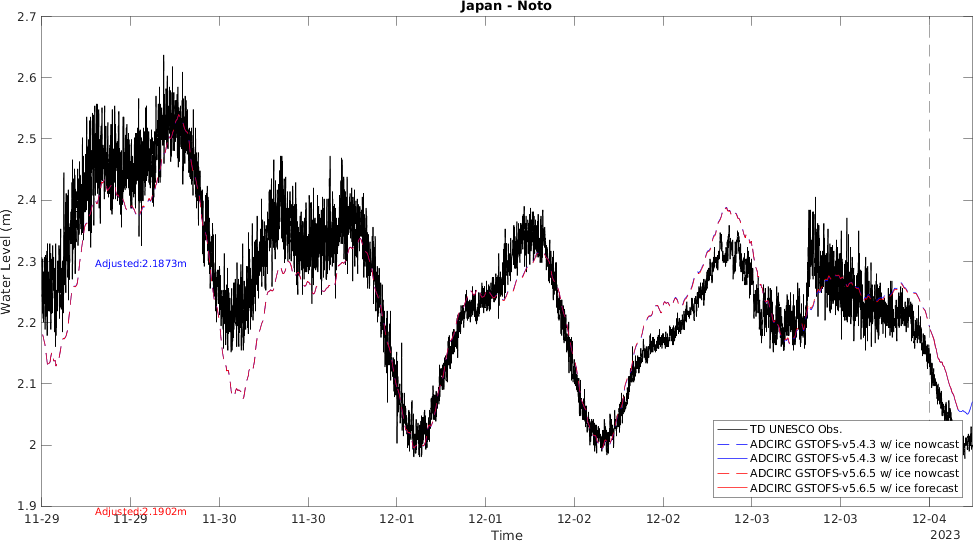 Japan - Noto
2.7
2.6
2.5
2.4
2.3
2.2
2.1
2
1.9
Water Level (m)
Adjusted:2.1873m
Adjusted:2.1902m
TD UNESCO Obs.
ADCIRC GSTOFS-v5.4.3 w/ ice nowcast
ADCIRC GSTOFS-v5.4.3 w/ ice forecast
ADCIRC GSTOFS-v5.6.5 w/ ice nowcast
ADCIRC GSTOFS-v5.6.5 w/ ice forecast
11-29 11-29 11-30 11-30 12-01 12-01 12-02 12-02 12-03 12-03 12-04
Time
2023